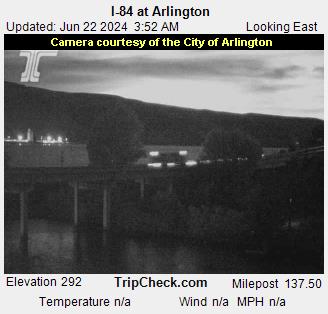 I-84 at Arlington
Updated: Jun 22 2024 3:52 AM Looking East
Camera courtesy of the City of Arlington
Elevation 292 TripCheck.com Milepost 137.50
Temperature n/a Wind n/a MPH n/a